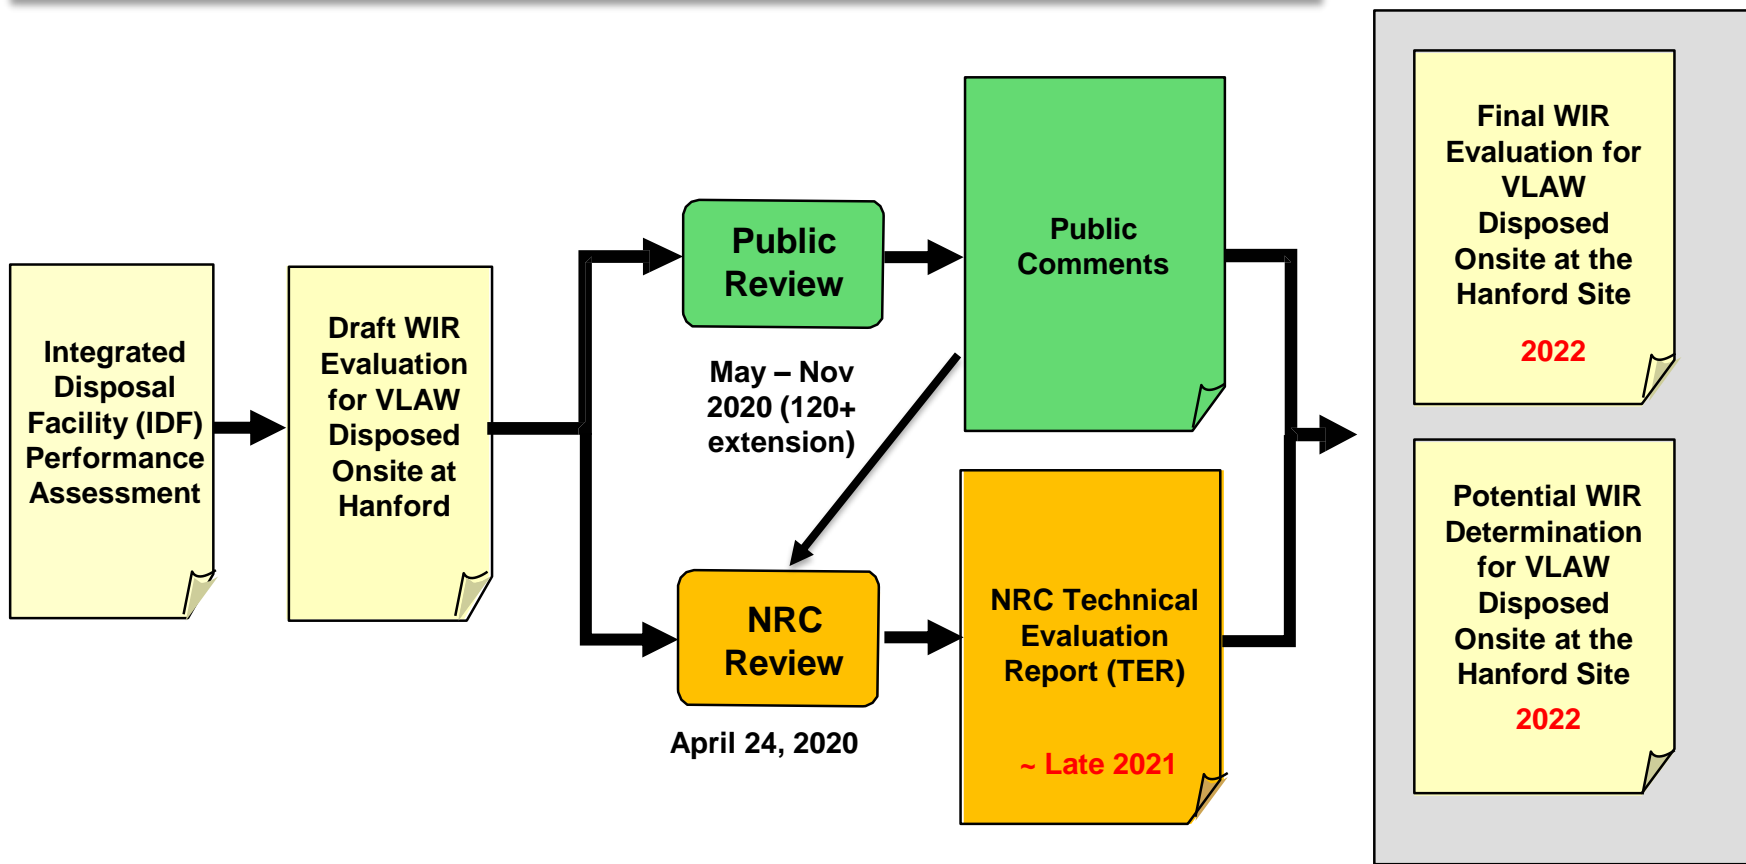 Integrated
Disposal
Facility (IDF)
Performance
Assessment
Draft WIR
Evaluation
for VLAW
Disposed
Onsite at
Hanford
Public
Review
May – Nov
2020 (120+
extension)
Public
Comments
NRC
Review
April 24, 2020
NRC Technical
Evaluation
Report (TER)
~ Late 2021
Final WIR
Evaluation for
VLAW
Disposed
Onsite at the
Hanford Site
2022
Potential WIR
Determination
for VLAW
Disposed
Onsite at the
Hanford Site
2022